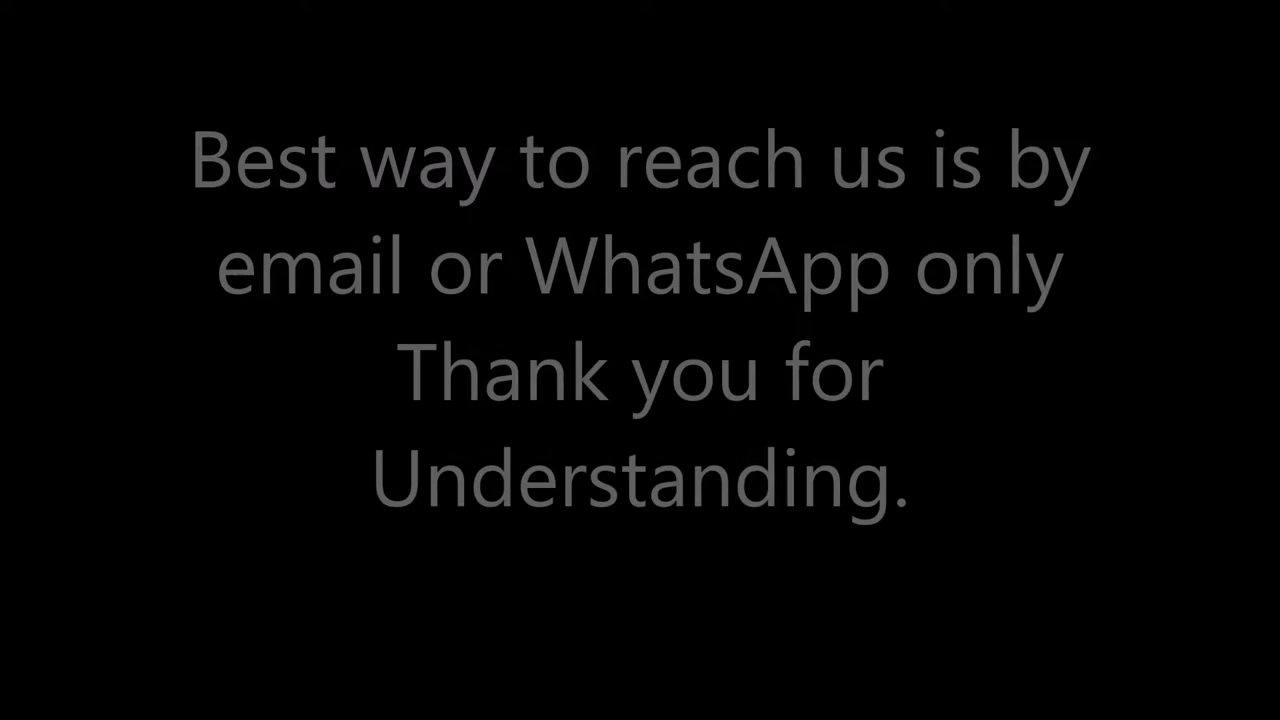 Best way to reach us is by
email or WhatsApp only
Thank you for
Understanding.